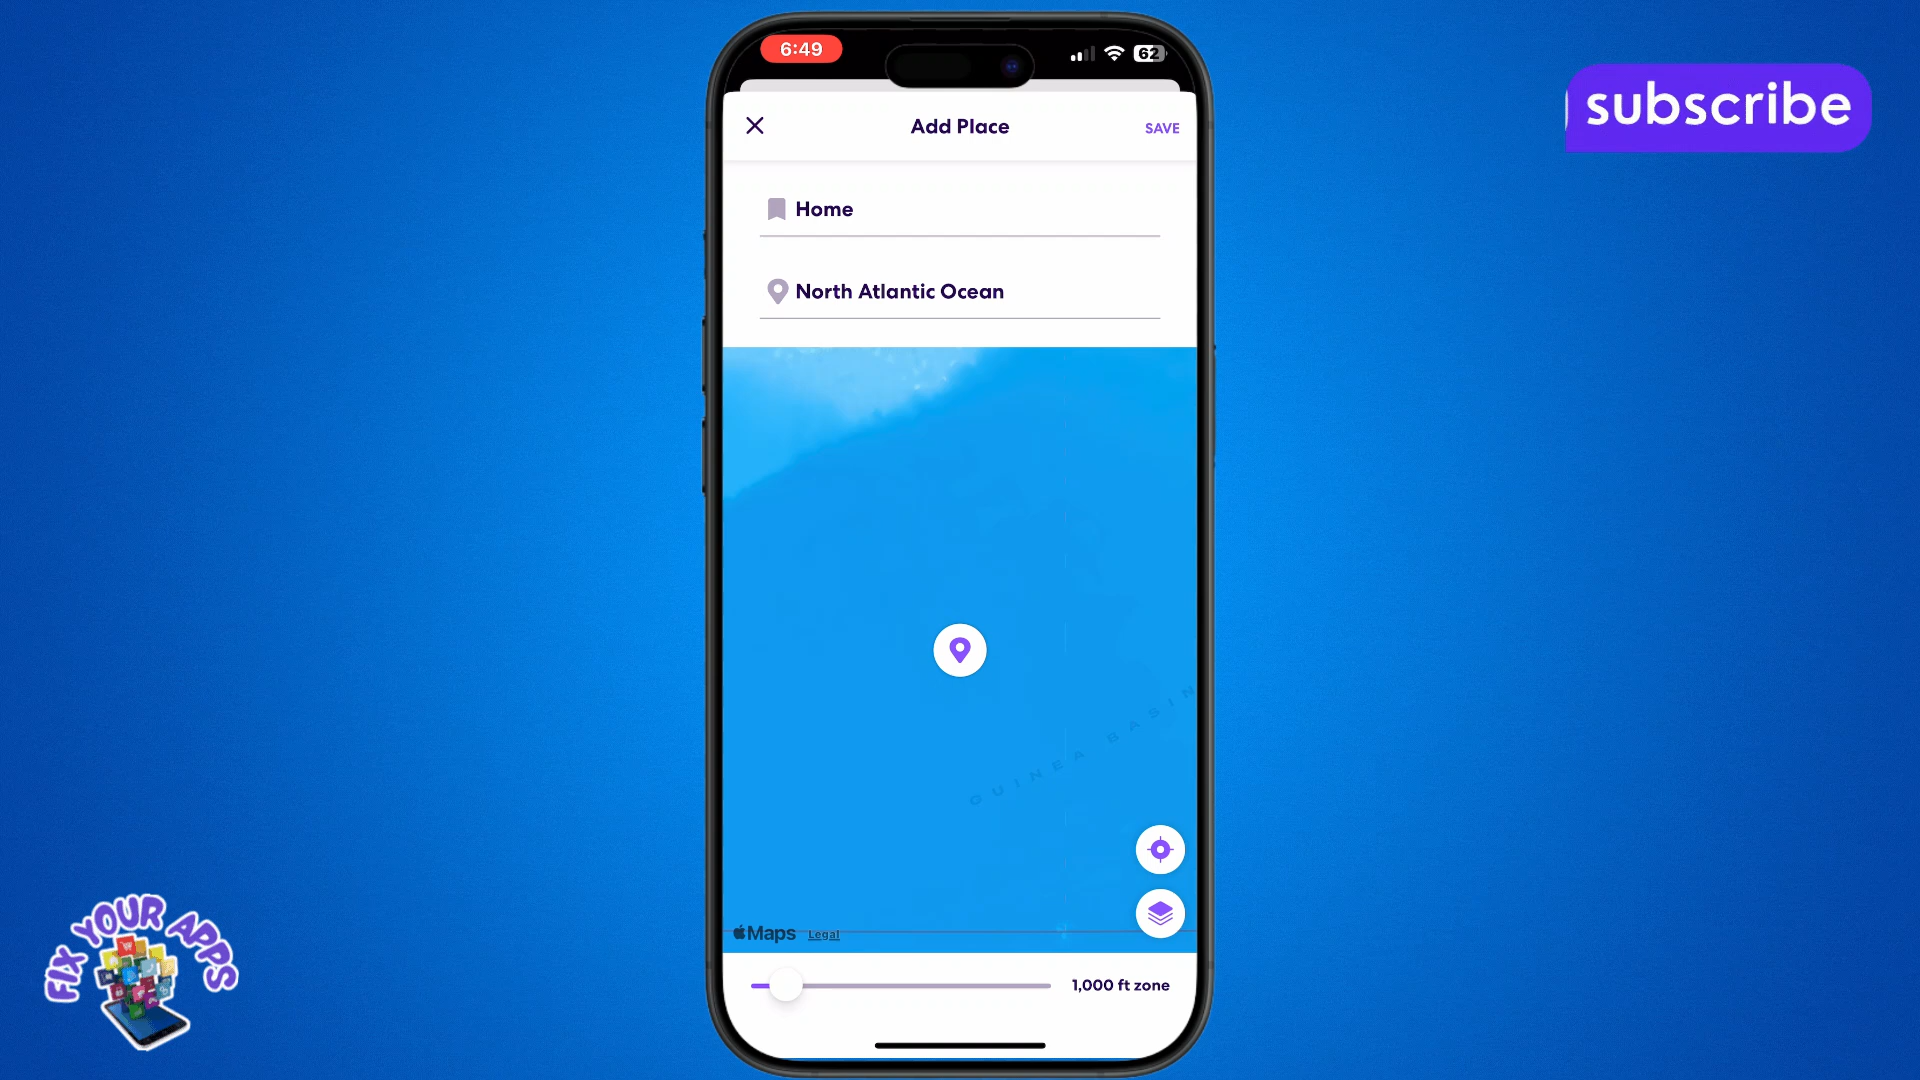 6:49
62
subscribe
Add Place
SAVE
Home
North Atlantic Ocean
GUINEA BASIN
Maps Legal
1,000 ft zone
FIX YOUR APPS